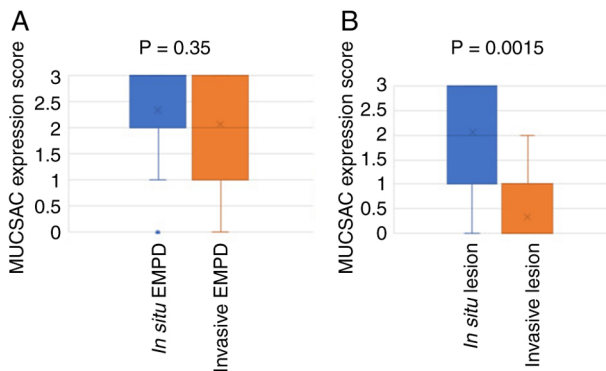 A
P = 0.35
MUCSAC expression score
3
2.5
2
1.5
1
0.5
0
In situ EMPD
Invasive EMPD
B
P = 0.0015
MUCSAC expression score
3
2.5
2
1.5
1
0.5
0
In situ lesion
Invasive lesion